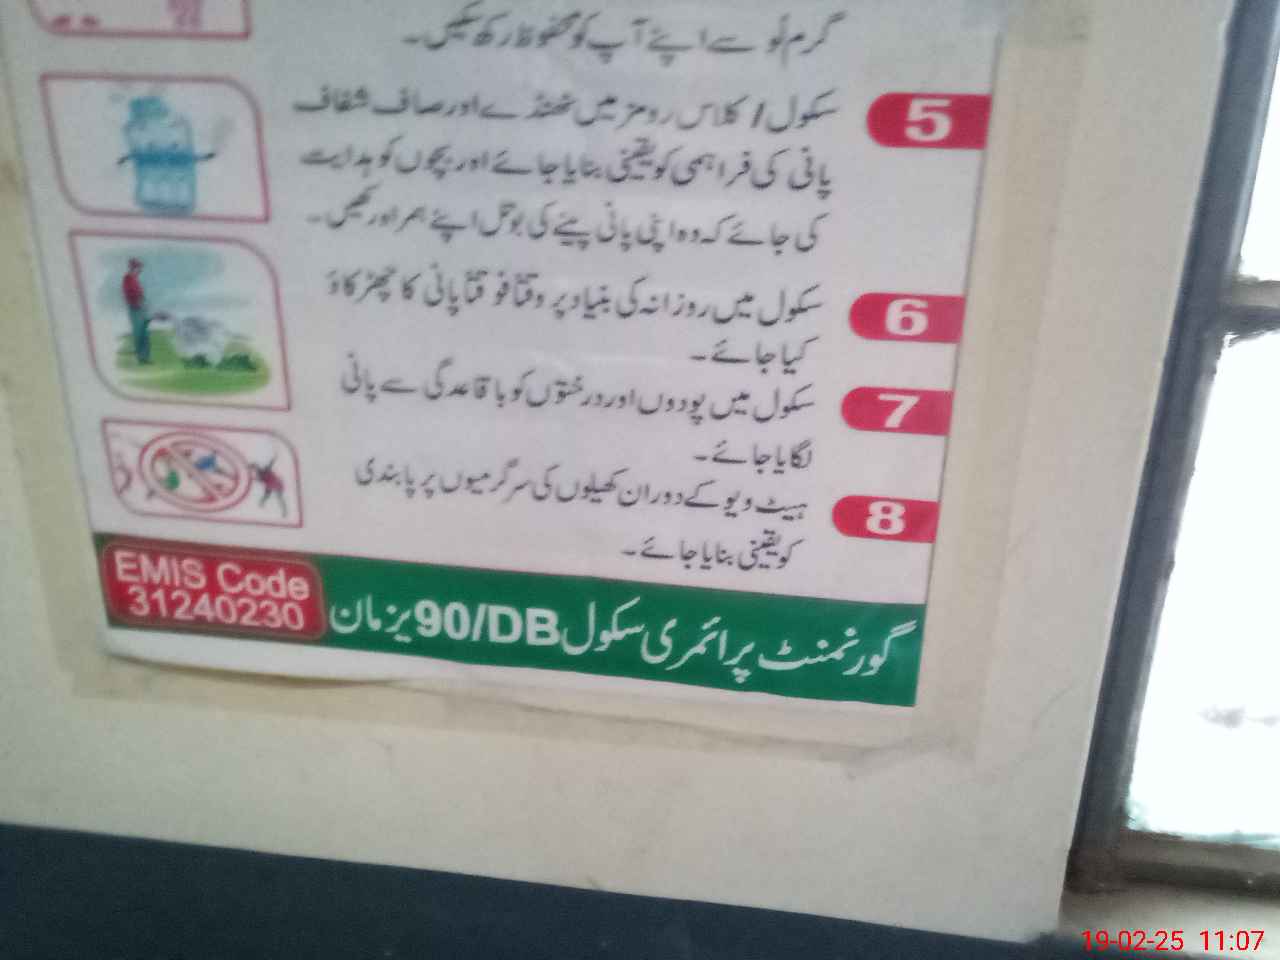 گرم لُو سے اپنے آپ کو محفوظ رکھیں۔
5 سکول / کلاس رومز میں ٹھنڈے اور صاف شفاف
پانی کی فراہمی کو یقینی بنایا جائے اور بچوں کو ہدایت
کی جائے کہ وہ اپنی پانی پینے کی بوتل اپنے ہمراہ رکھیں۔
6 سکول میں روزانہ کی بنیاد پر وقتاً فوقتاً پانی کا چھڑکاؤ
کیا جائے۔
7 سکول میں پودوں اور درختوں کو باقاعدگی سے پانی
لگایا جائے۔
8 ہیٹ ویو کے دوران کھیلوں کی سرگرمیوں پر پابندی
کو یقینی بنایا جائے۔
گورنمنٹ پرائمری سکول 90/DB یزمان
EMIS Code
31240230
19-02-25 11:07